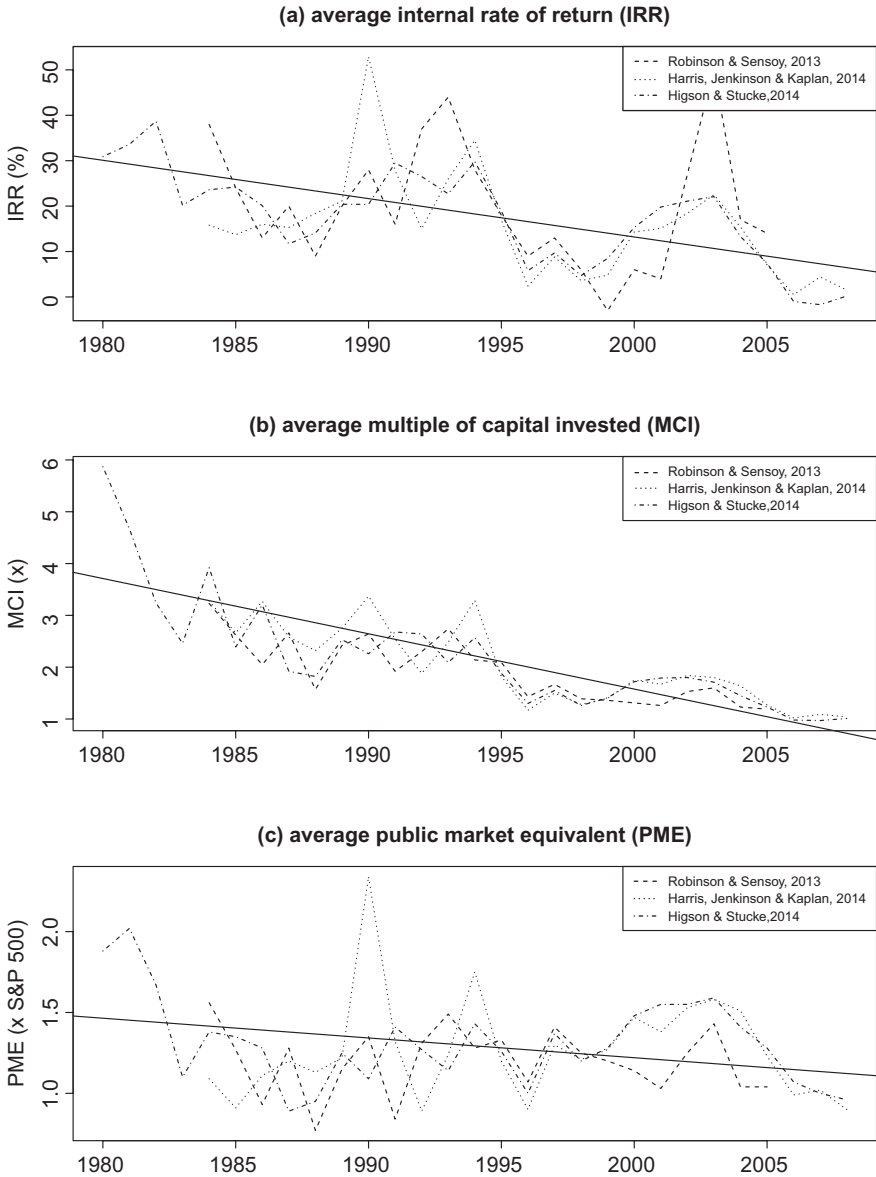 (a) average internal rate of return (IRR)
Robinson & Sensoy, 2013
Harris, Jenkinson & Kaplan, 2014
Higson & Stucke,2014
IRR (%)
50
40
30
20
10
0
1980 1985 1990 1995 2000 2005
(b) average multiple of capital invested (MCI)
Robinson & Sensoy, 2013
Harris, Jenkinson & Kaplan, 2014
Higson & Stucke,2014
MCI (x)
6
5
4
3
2
1
1980 1985 1990 1995 2000 2005
(c) average public market equivalent (PME)
Robinson & Sensoy, 2013
Harris, Jenkinson & Kaplan, 2014
Higson & Stucke,2014
PME (x S&P 500)
2.0
1.5
1.0
1980 1985 1990 1995 2000 2005